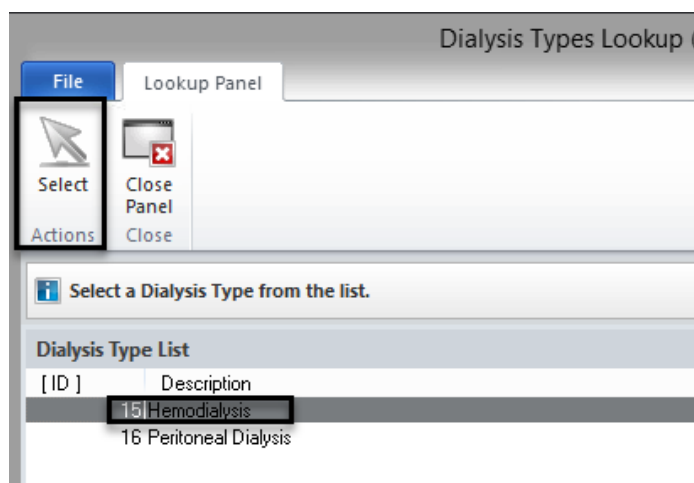 Dialysis Types Lookup (
File
Lookup Panel
Select
Close
Panel
Actions
Close
Select a Dialysis Type from the list.
Dialysis Type List
[ ID ] Description
15 Hemodialysis
16 Peritoneal Dialysis